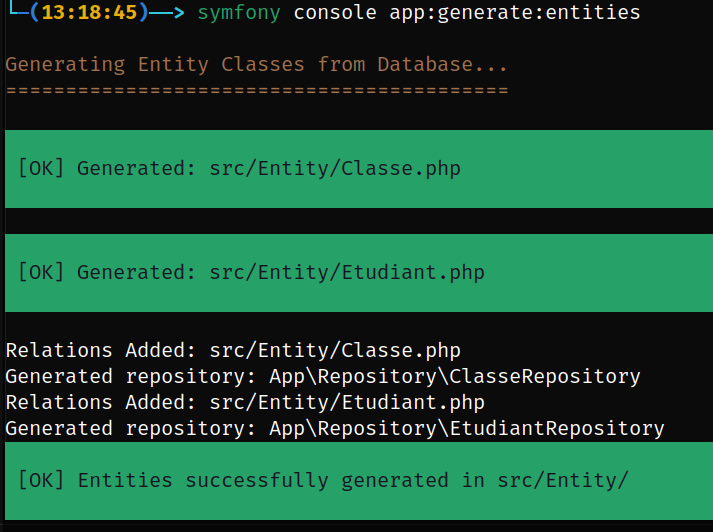 (13:18:45)──> symfony console app:generate:entities
Generating Entity Classes from Database...
==========================================
[OK] Generated: src/Entity/Classe.php
[OK] Generated: src/Entity/Etudiant.php
Relations Added: src/Entity/Classe.php
Generated repository: App\Repository\ClasseRepository
Relations Added: src/Entity/Etudiant.php
Generated repository: App\Repository\EtudiantRepository
[OK] Entities successfully generated in src/Entity/